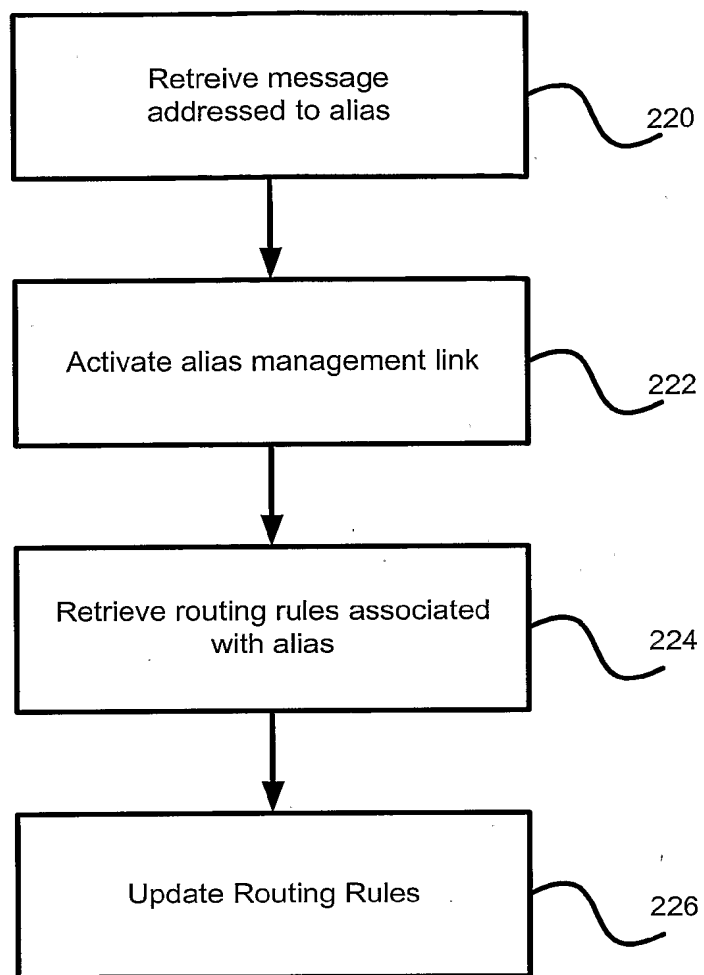 Retreive message
addressed to alias
220
Activate alias management link
222
Retrieve routing rules associated
with alias
224
Update Routing Rules
226